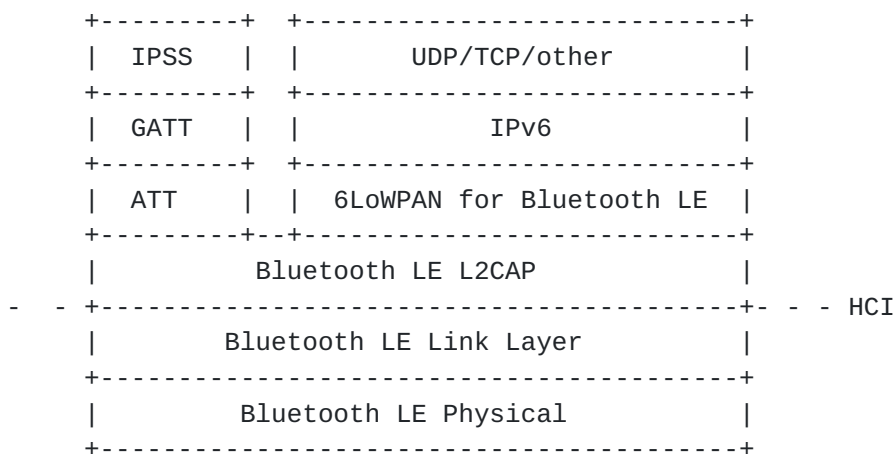 +---------+  +----------------------------+
|  IPSS   |  |       UDP/TCP/other        |
+---------+  +----------------------------+
|  GATT   |  |            IPv6            |
+---------+  +----------------------------+
|  ATT    |  |  6LoWPAN for Bluetooth LE  |
+---------+--+----------------------------+
|          Bluetooth LE L2CAP             |
-  - +-----------------------------------------+- - - HCI
|        Bluetooth LE Link Layer          |
+-----------------------------------------+
|         Bluetooth LE Physical           |
+-----------------------------------------+